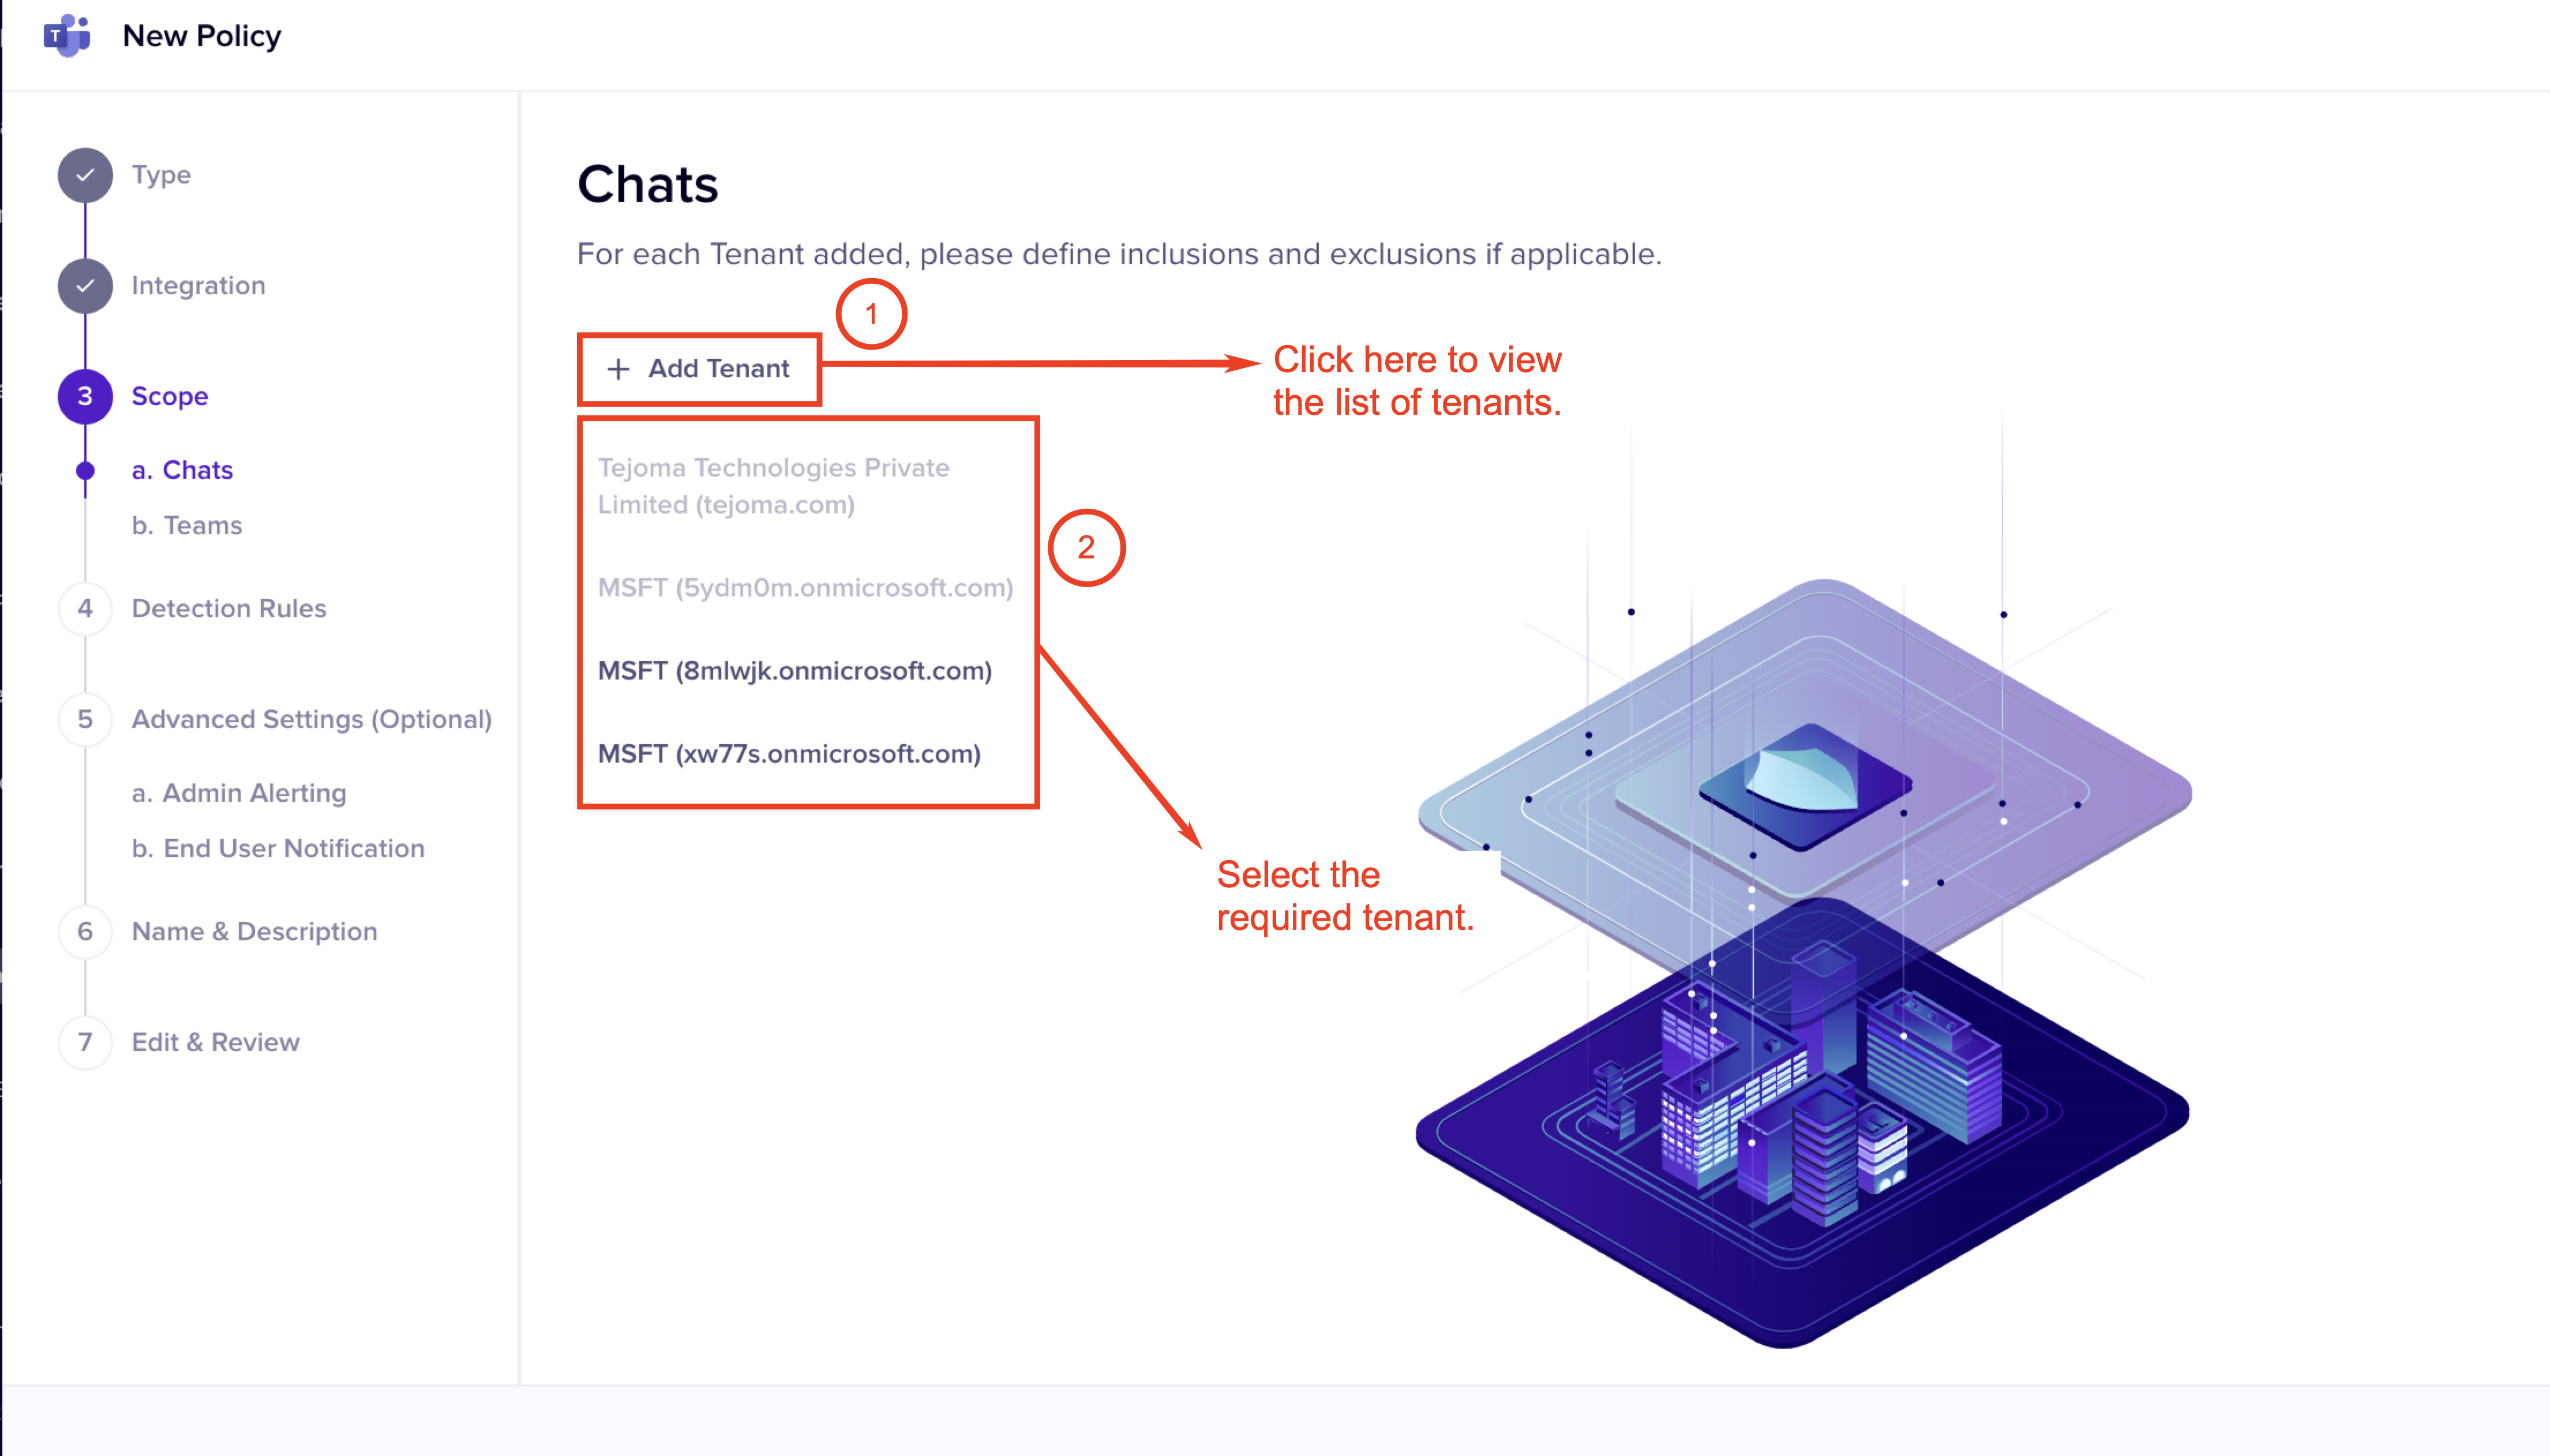 T
New Policy
Type
Integration
3 Scope
a. Chats
b. Teams
4 Detection Rules
5 Advanced Settings (Optional)
a. Admin Alerting
b. End User Notification
6 Name & Description
7 Edit & Review
Chats
For each Tenant added, please define inclusions and exclusions if applicable.
1
+ Add Tenant
Click here to view
the list of tenants.
Tejoma Technologies Private
Limited (tejoma.com)
2
MSFT (5ydm0m.onmicrosoft.com)
MSFT (8mlwjk.onmicrosoft.com)
MSFT (xw77s.onmicrosoft.com)
Select the
required tenant.